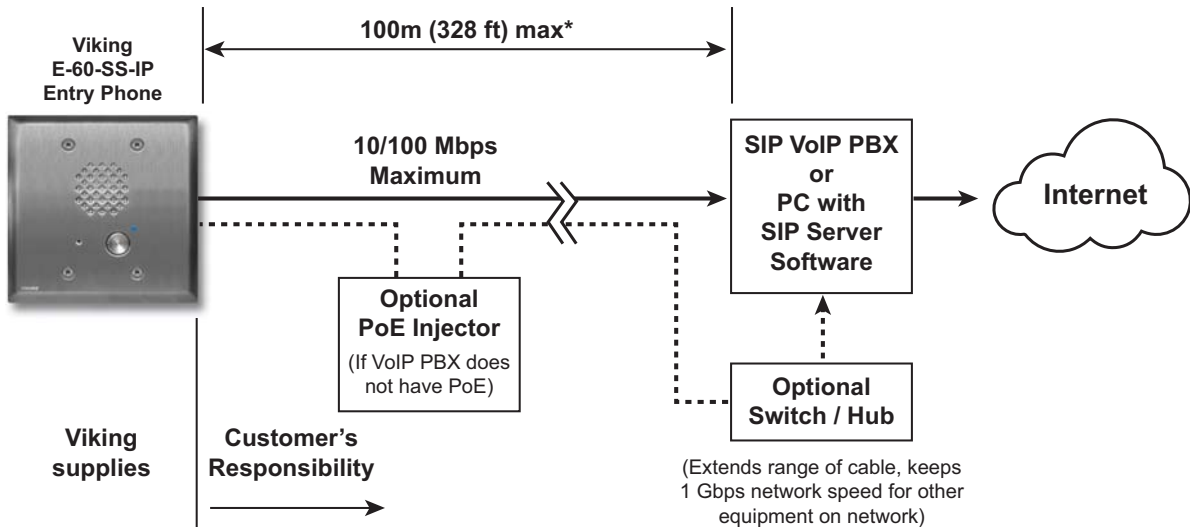 Viking
E-60-SS-IP
Entry Phone
100m (328 ft) max*
10/100 Mbps
Maximum
SIP VoIP PBX
or
PC with
SIP Server
Software
Internet
Optional
PoE Injector
(If VoIP PBX does
not have PoE)
Optional
Switch / Hub
(Extends range of cable, keeps
1 Gbps network speed for other
equipment on network)
Viking
supplies
Customer's
Responsibility